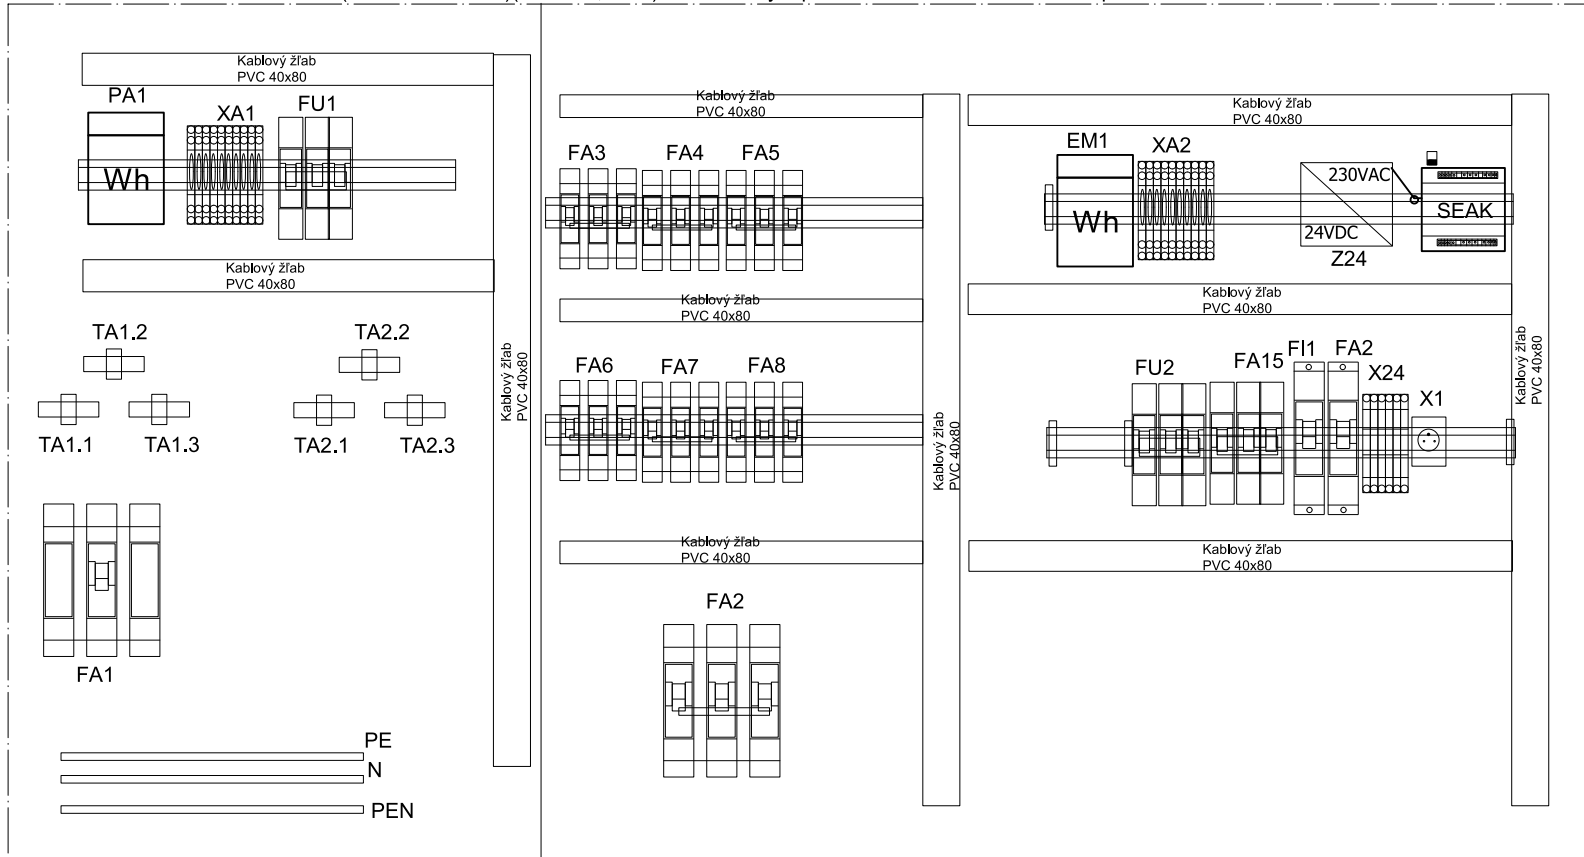 Kablový žľab
PVC 40x80
PA1
XA1
FU1
Wh
Kablový žľab
PVC 40x80
TA1.2
TA2.2
TA1.1
TA1.3
TA2.1
TA2.3
FA1
PE
N
PEN
Kablový žľab
PVC 40x80
Kablový žľab
PVC 40x80
FA3
FA4
FA5
Kablový žľab
PVC 40x80
FA6
FA7
FA8
Kablový žľab
PVC 40x80
FA2
Kablový žľab
PVC 40x80
Kablový žľab
PVC 40x80
EM1
XA2
Wh
230VAC
24VDC
Z24
SEAK
Kablový žľab
PVC 40x80
FU2
FA15
FI1
FA2
X24
X1
Kablový žľab
PVC 40x80
Kablový žľab
PVC 40x80